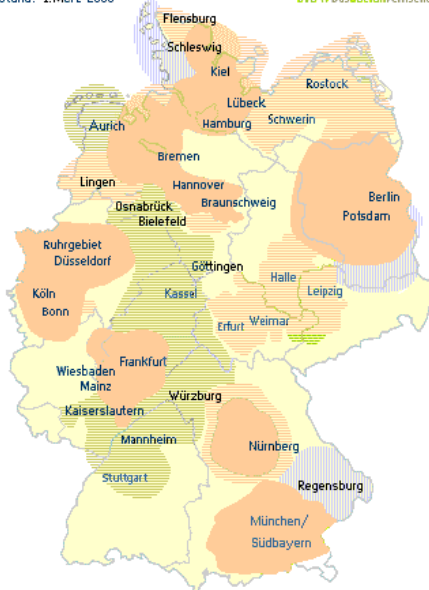 Stand: 1.März 2006
DVB-T: DasÜberallFernsehen
Flensburg
Schleswig
Kiel
Rostock
Lübeck
Aurich
Hamburg
Schwerin
Bremen
Lingen
Hannover
Berlin
Osnabrück
Braunschweig
Potsdam
Bielefeld
Ruhrgebiet
Düsseldorf
Göttingen
Halle
Köln
Kassel
Leipzig
Bonn
Erfurt
Weimar
Frankfurt
Wiesbaden
Mainz
Würzburg
Kaiserslautern
Mannheim
Nürnberg
Stuttgart
Regensburg
München/
Südbayern